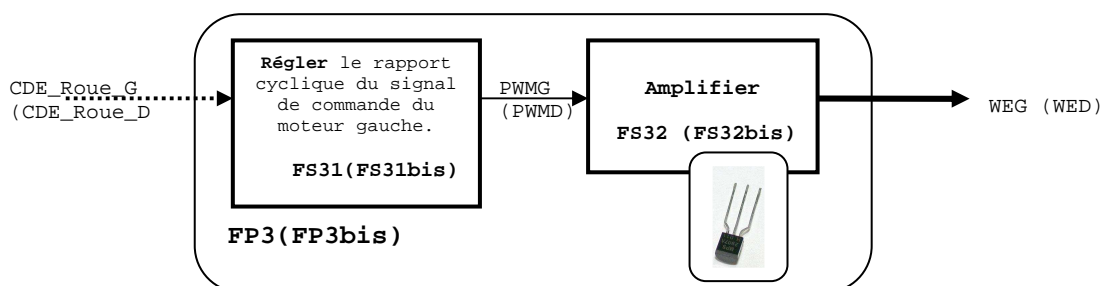 CDE_Roue_G
(CDE_Roue_D
Régler le rapport
cyclique du signal
de commande du
moteur gauche.
FS31(FS31bis)
PWMG
(PWMD)
Amplifier
FS32 (FS32bis)
WEG (WED)
FP3(FP3bis)